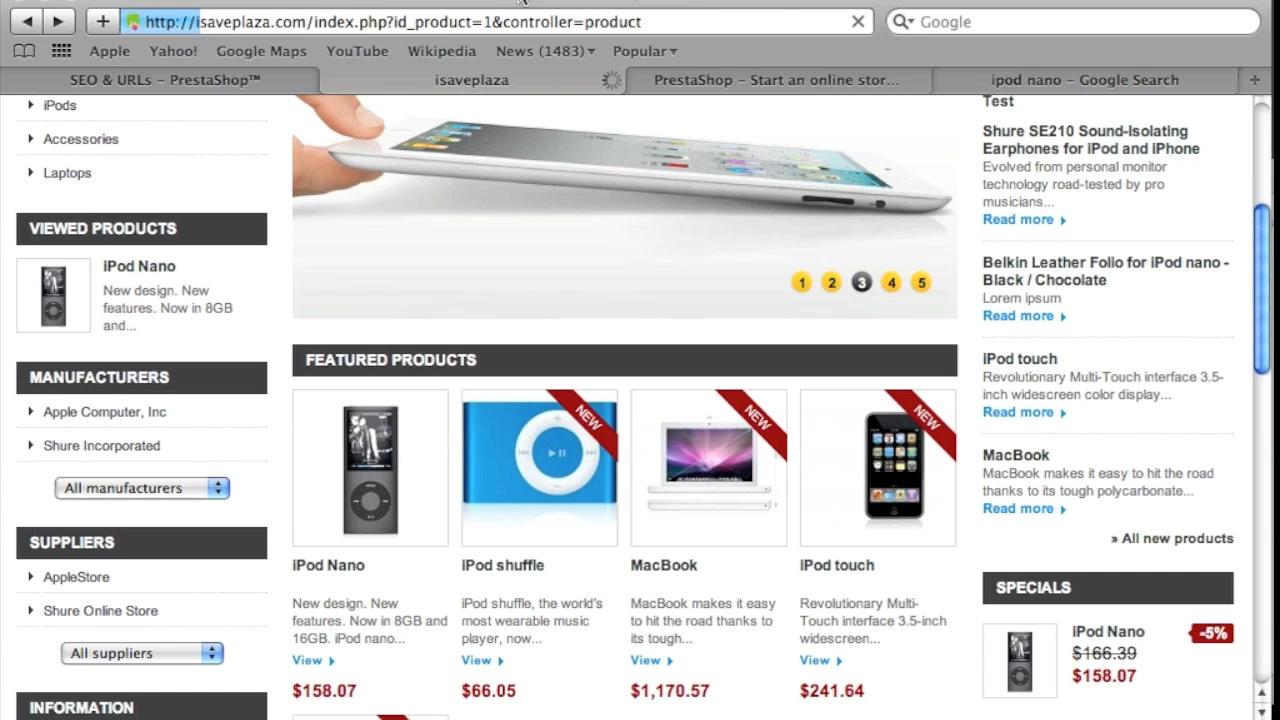 http://isaveplaza.com/index.php?id_product=1&controller=product
Google
Apple
Yahoo!
Google Maps
YouTube
Wikipedia
News (1483)
Popular
SEO & URLs – PrestaShop™
isaveplaza
PrestaShop – Start an online stor...
ipod nano – Google Search
iPods
Accessories
Laptops
VIEWED PRODUCTS
iPod Nano
New design. New
features. Now in 8GB
and...
MANUFACTURERS
Apple Computer, Inc
Shure Incorporated
All manufacturers
SUPPLIERS
AppleStore
Shure Online Store
All suppliers
INFORMATION
1
2
3
4
5
FEATURED PRODUCTS
NEW
NEW
NEW
iPod Nano
New design. New
features. Now in 8GB and
16GB. iPod nano...
View
$158.07
iPod shuffle
iPod shuffle, the world's
most wearable music
player, now...
View
$66.05
MacBook
MacBook makes it easy
to hit the road thanks to
its tough...
View
$1,170.57
iPod touch
Revolutionary Multi-
Touch interface 3.5-inch
widescreen...
View
$241.64
Test
Shure SE210 Sound-Isolating
Earphones for iPod and iPhone
Evolved from personal monitor
technology road-tested by pro
musicians...
Read more
Belkin Leather Folio for iPod nano -
Black / Chocolate
Lorem ipsum
Read more
iPod touch
Revolutionary Multi-Touch interface 3.5-
inch widescreen color display...
Read more
MacBook
MacBook makes it easy to hit the road
thanks to its tough polycarbonate...
Read more
» All new products
SPECIALS
iPod Nano
-5%
$166.39
$158.07